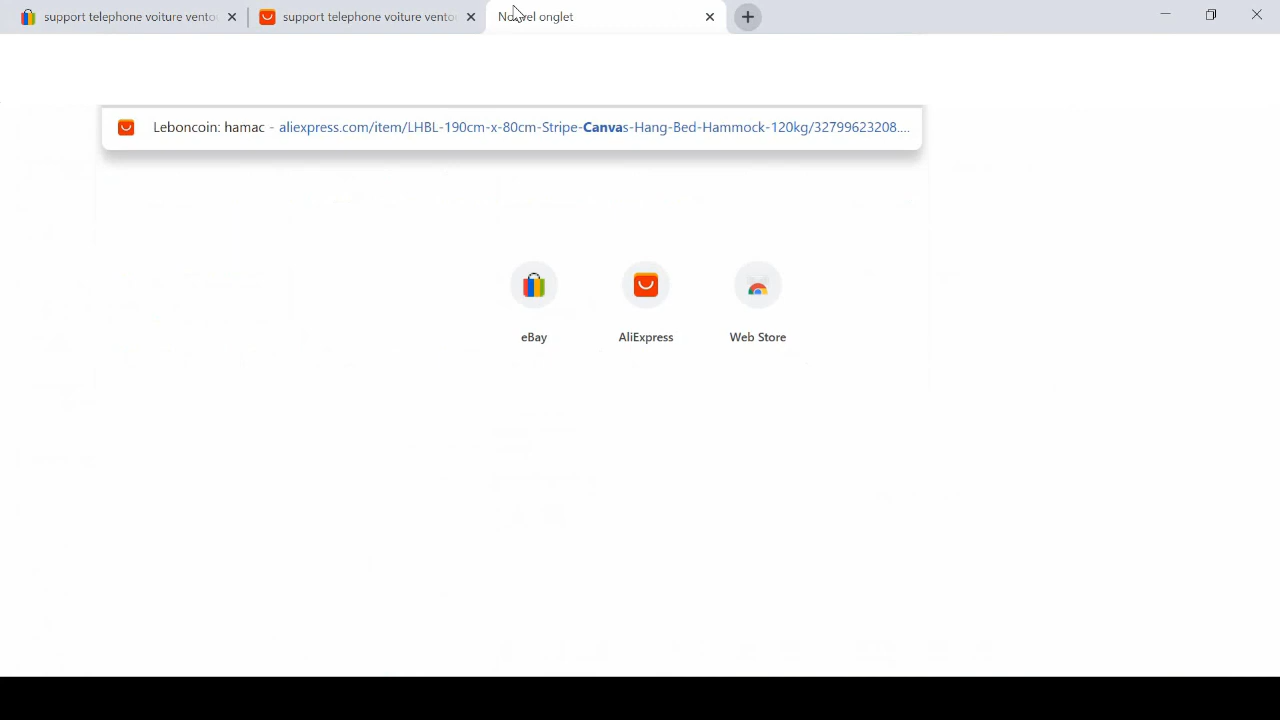 support telephone voiture vento
support telephone voiture vento
Nouvel onglet
Leboncoin: hamac - aliexpress.com/item/LHBL-190cm-x-80cm-Stripe-Canvas-Hang-Bed-Hammock-120kg/32799623208....
eBay AliExpress Web Store